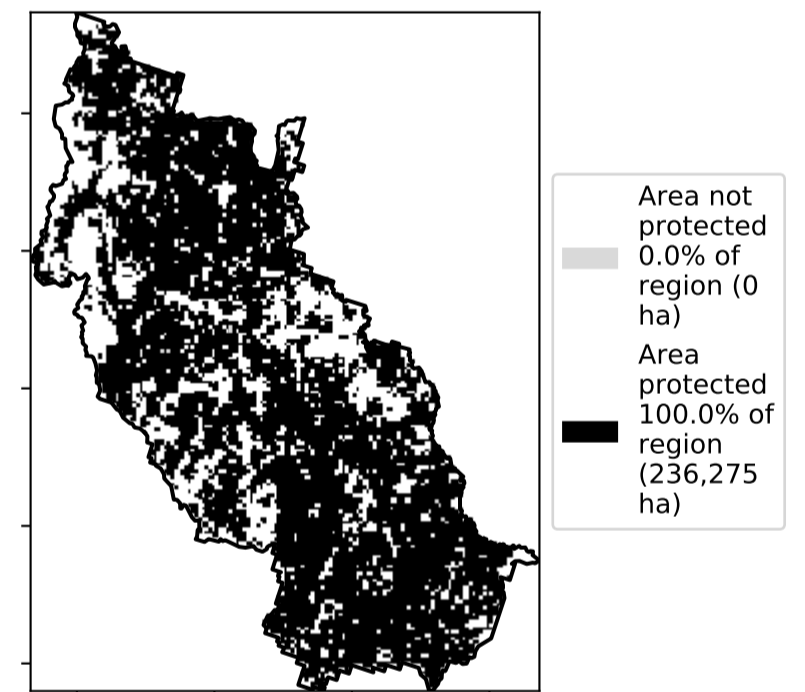 Area not
protected
0.0% of
region (0
ha)
Area
protected
100.0% of
region
(236,275
ha)